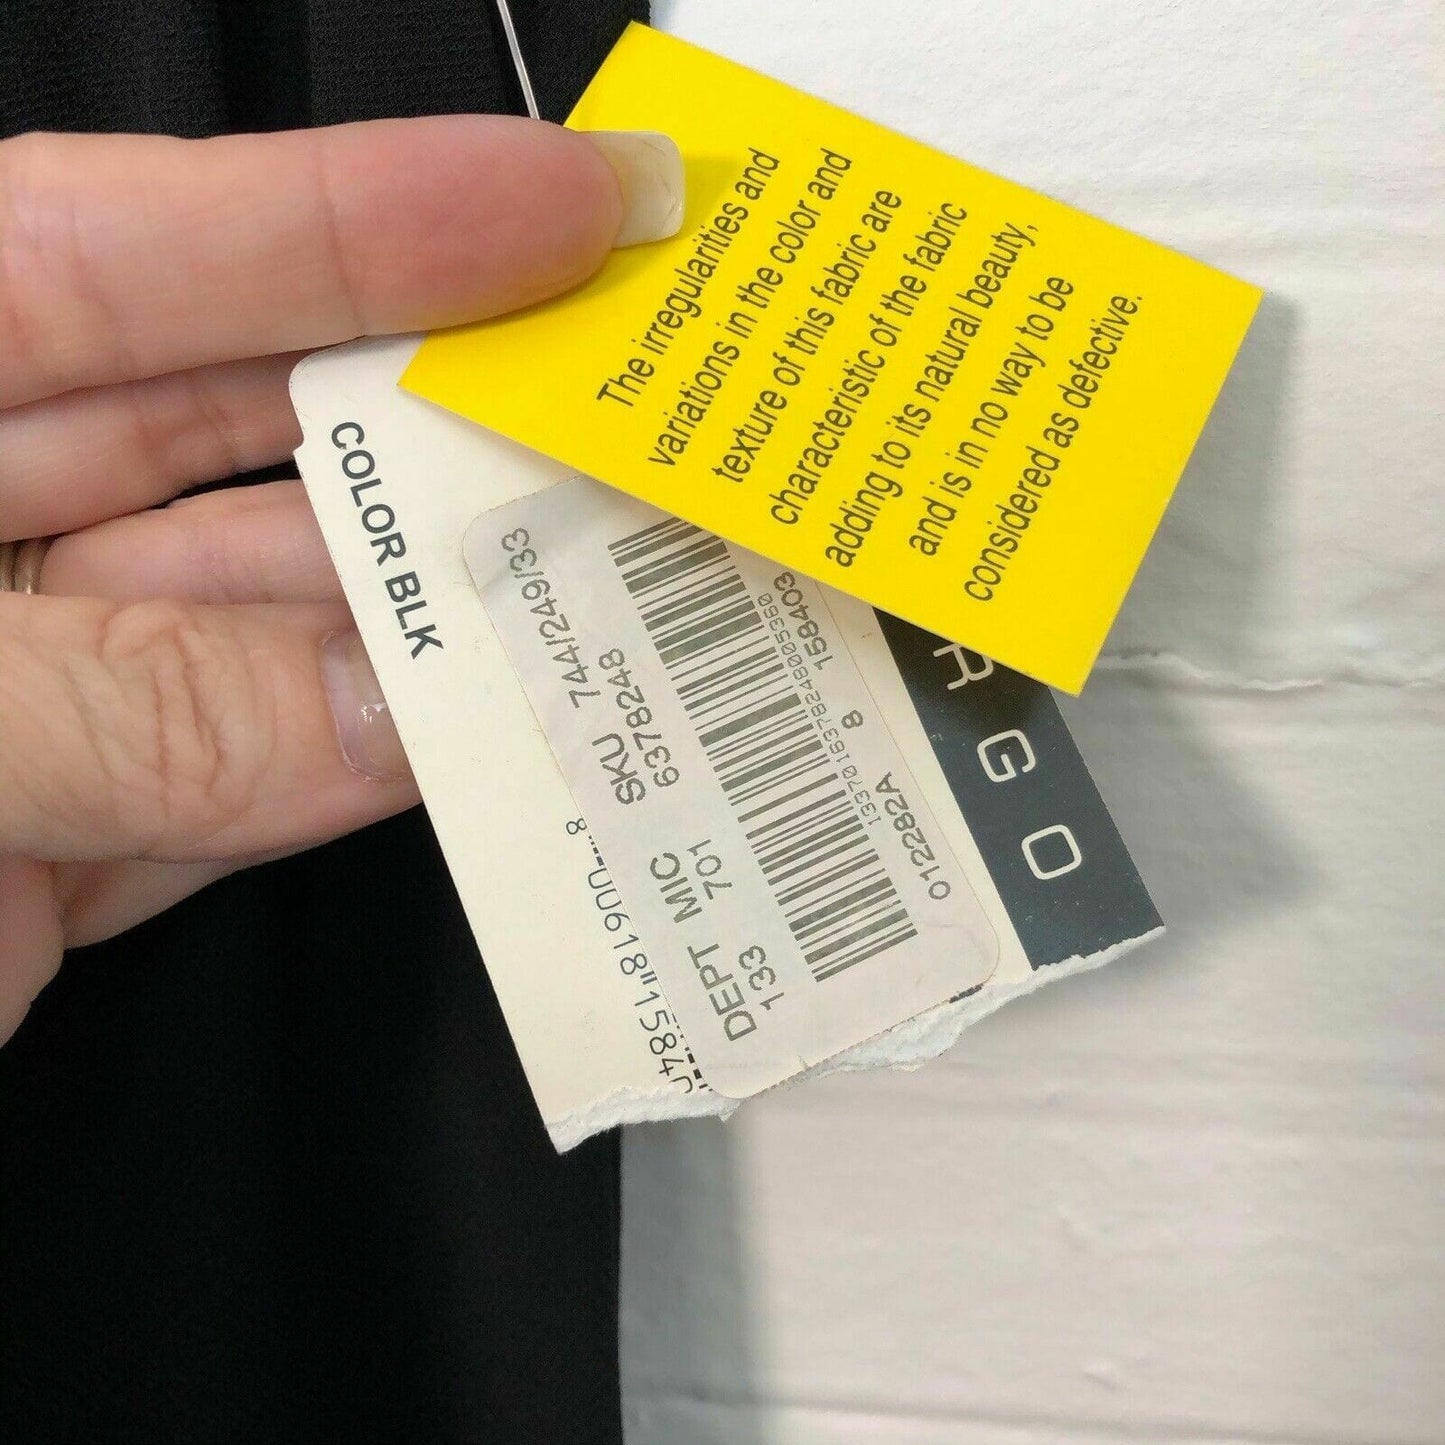 The irregularities and
variations in the color and
texture of this fabric are
characteristic of the fabric
adding to its natural beauty,
and is in no way to be
considered as defective.
COLOR BLK
744/249/33
DEPT MIC SKU
133 701 6378248
1337016378248005360
8 158403
012282A
RGO